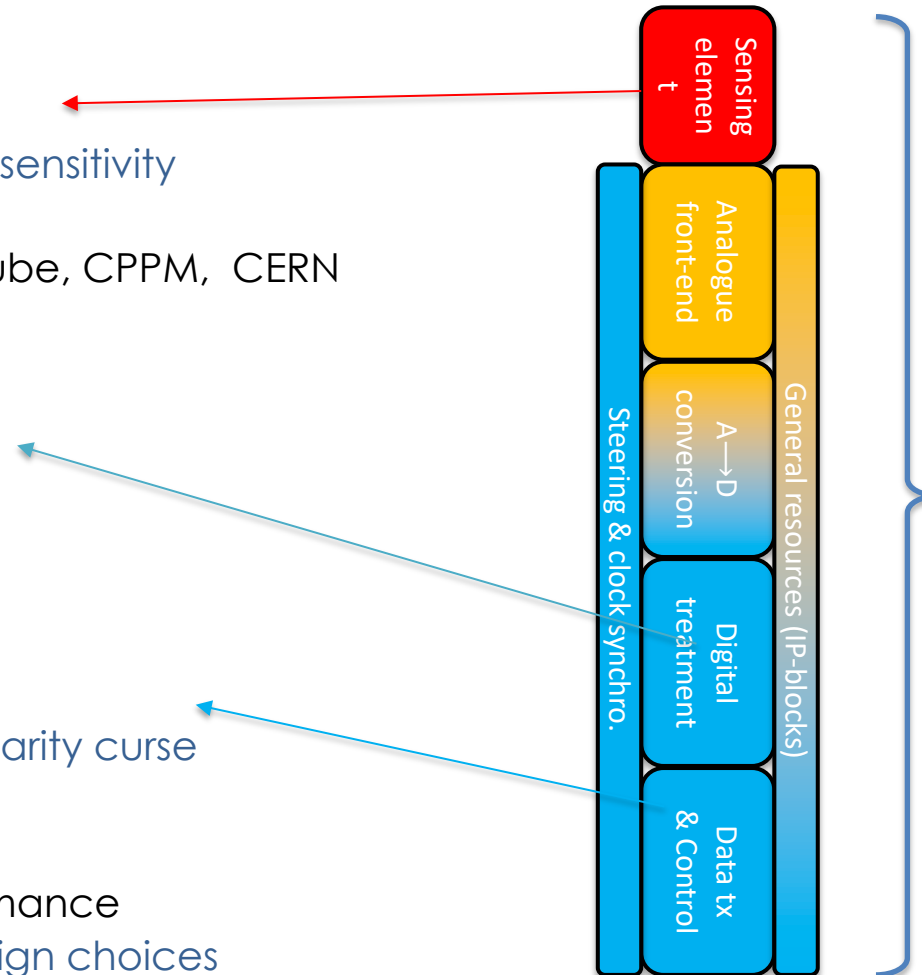 sensitivity
ube, CPPM, CERN
arity curse
mance
ign choices
Sensing
elemen
t
Analogue
front-end
A→D
conversion
Digital
treatment
Data tx
& Control
Steering & clock synchro.
General resources (IP-blocks)